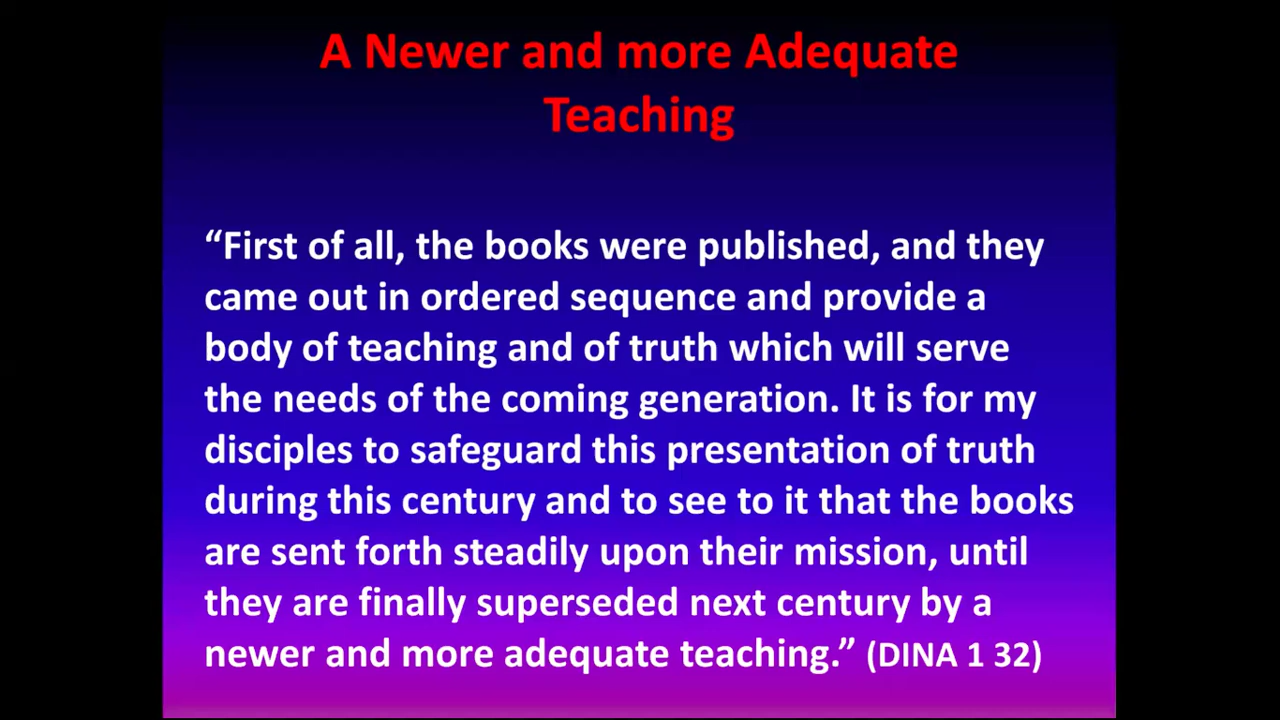 A Newer and more Adequate
Teaching
“First of all, the books were published, and they
came out in ordered sequence and provide a
body of teaching and of truth which will serve
the needs of the coming generation. It is for my
disciples to safeguard this presentation of truth
during this century and to see to it that the books
are sent forth steadily upon their mission, until
they are finally superseded next century by a
newer and more adequate teaching.” (DINA 1 32)